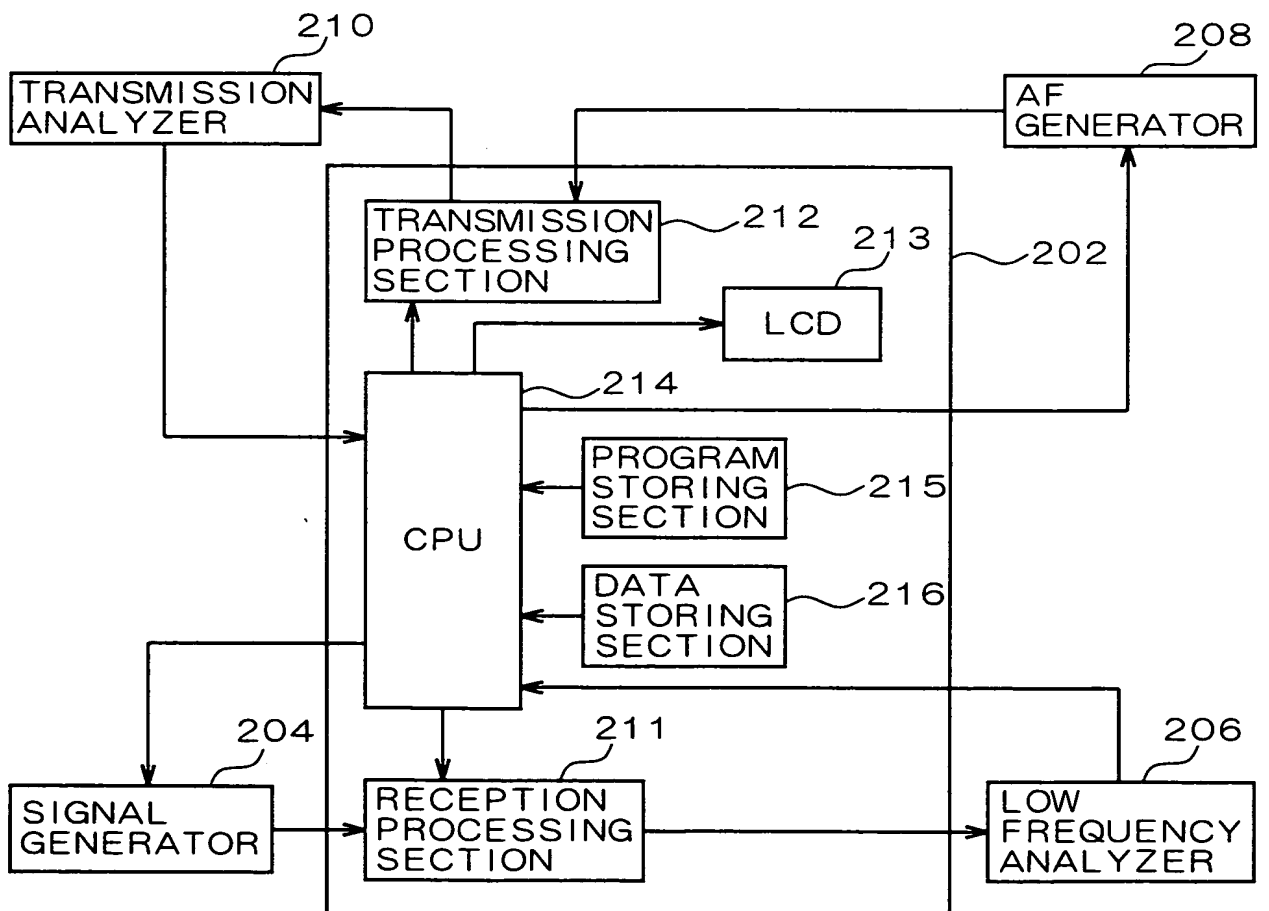 210
208
TRANSMISSION
ANALYZER
AF
GENERATOR
TRANSMISSION
PROCESSING
SECTION
212
213
202
LCD
214
PROGRAM
STORING
SECTION
215
CPU
DATA
STORING
SECTION
216
204
211
206
SIGNAL
GENERATOR
RECEPTION
PROCESSING
SECTION
LOW
FREQUENCY
ANALYZER